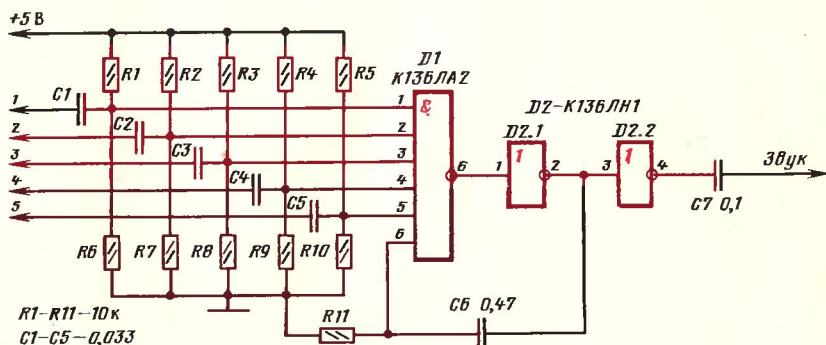 +5 В
R1
R2
R3
R4
R5
D1
К136ЛА2
1
C1
1
&
D2-К136ЛН1
2
C2
2
D2.1
D2.2
3
C3
3
6
1
1
2
3
1
4
Звук
4
C4
4
C7 0,1
5
C5
5
6
R6
R7
R8
R9
R10
R1-R11-10к
C1-C5-0,033
R11
C6 0,47